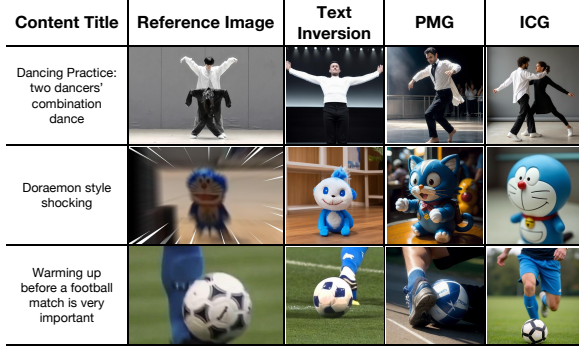 Content Title
Reference Image
Text
Inversion
PMG
ICG
Dancing Practice:
two dancers'
combination
dance
Doraemon style
shocking
Warming up
before a football
match is very
important